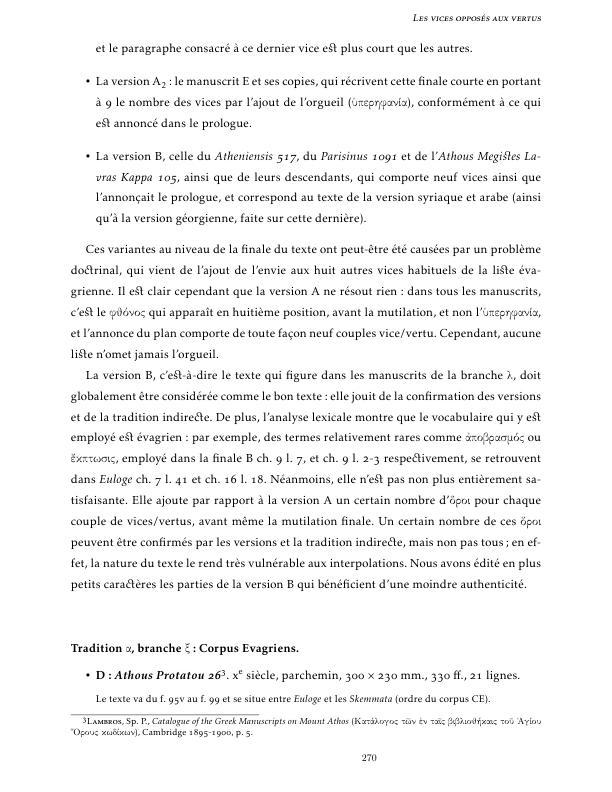 Les vices opposés aux vertus
et le paragraphe consacré à ce dernier vice est plus court que les autres.
• La version A2 : le manuscrit E et ses copies, qui récrivent cette finale courte en portant
à 9 le nombre des vices par l'ajout de l'orgueil (ὑπερηφανία), conformément à ce qui
est annoncé dans le prologue.
• La version B, celle du Atheniensis 517, du Parisinus 1091 et de l'Athous Megistes La-
vras Kappa 105, ainsi que de leurs descendants, qui comporte neuf vices ainsi que
l'annonçait le prologue, et correspond au texte de la version syriaque et arabe (ainsi
qu'à la version géorgienne, faite sur cette dernière).
Ces variantes au niveau de la finale du texte ont peut-être été causées par un problème
doctrinal, qui vient de l'ajout de l'envie aux huit autres vices habituels de la liste éva-
grienne. Il est clair cependant que la version A ne résout rien : dans tous les manuscrits,
c'est le φθόνος qui apparaît en huitième position, avant la mutilation, et non l'ὑπερηφανία,
et l'annonce du plan comporte de toute façon neuf couples vice/vertu. Cependant, aucune
liste n'omet jamais l'orgueil.
La version B, c'est-à-dire le texte qui figure dans les manuscrits de la branche λ, doit
globalement être considérée comme le bon texte : elle jouit de la confirmation des versions
et de la tradition indirecte. De plus, l'analyse lexicale montre que le vocabulaire qui y est
employé est évagrien : par exemple, des termes relativement rares comme ἀποβρασμός ou
ἔκπτωσις, employé dans la finale B ch. 9 l. 7, et ch. 9 l. 2-3 respectivement, se retrouvent
dans Euloge ch. 7 l. 41 et ch. 16 l. 18. Néanmoins, elle n'est pas non plus entièrement sa-
tisfaisante. Elle ajoute par rapport à la version A un certain nombre d'ὅροι pour chaque
couple de vices/vertus, avant même la mutilation finale. Un certain nombre de ces ὅροι
peuvent être confirmés par les versions et la tradition indirecte, mais non pas tous ; en ef-
fet, la nature du texte le rend très vulnérable aux interpolations. Nous avons édité en plus
petits caractères les parties de la version B qui bénéficient d'une moindre authenticité.
Tradition α, branche ξ : Corpus Evagriens.
• D : Athous Protatou 26³. xᵉ siècle, parchemin, 300 × 230 mm., 330 ff., 21 lignes.
Le texte va du f. 95v au f. 99 et se situe entre Euloge et les Skemmata (ordre du corpus CE).
³Lambros, Sp. P., Catalogue of the Greek Manuscripts on Mount Athos (Κατάλογος τῶν ἐν ταῖς βιβλιοθήκαις τοῦ Ἁγίου
Ὄρους κωδίκων), Cambridge 1895-1900, p. 5.
270